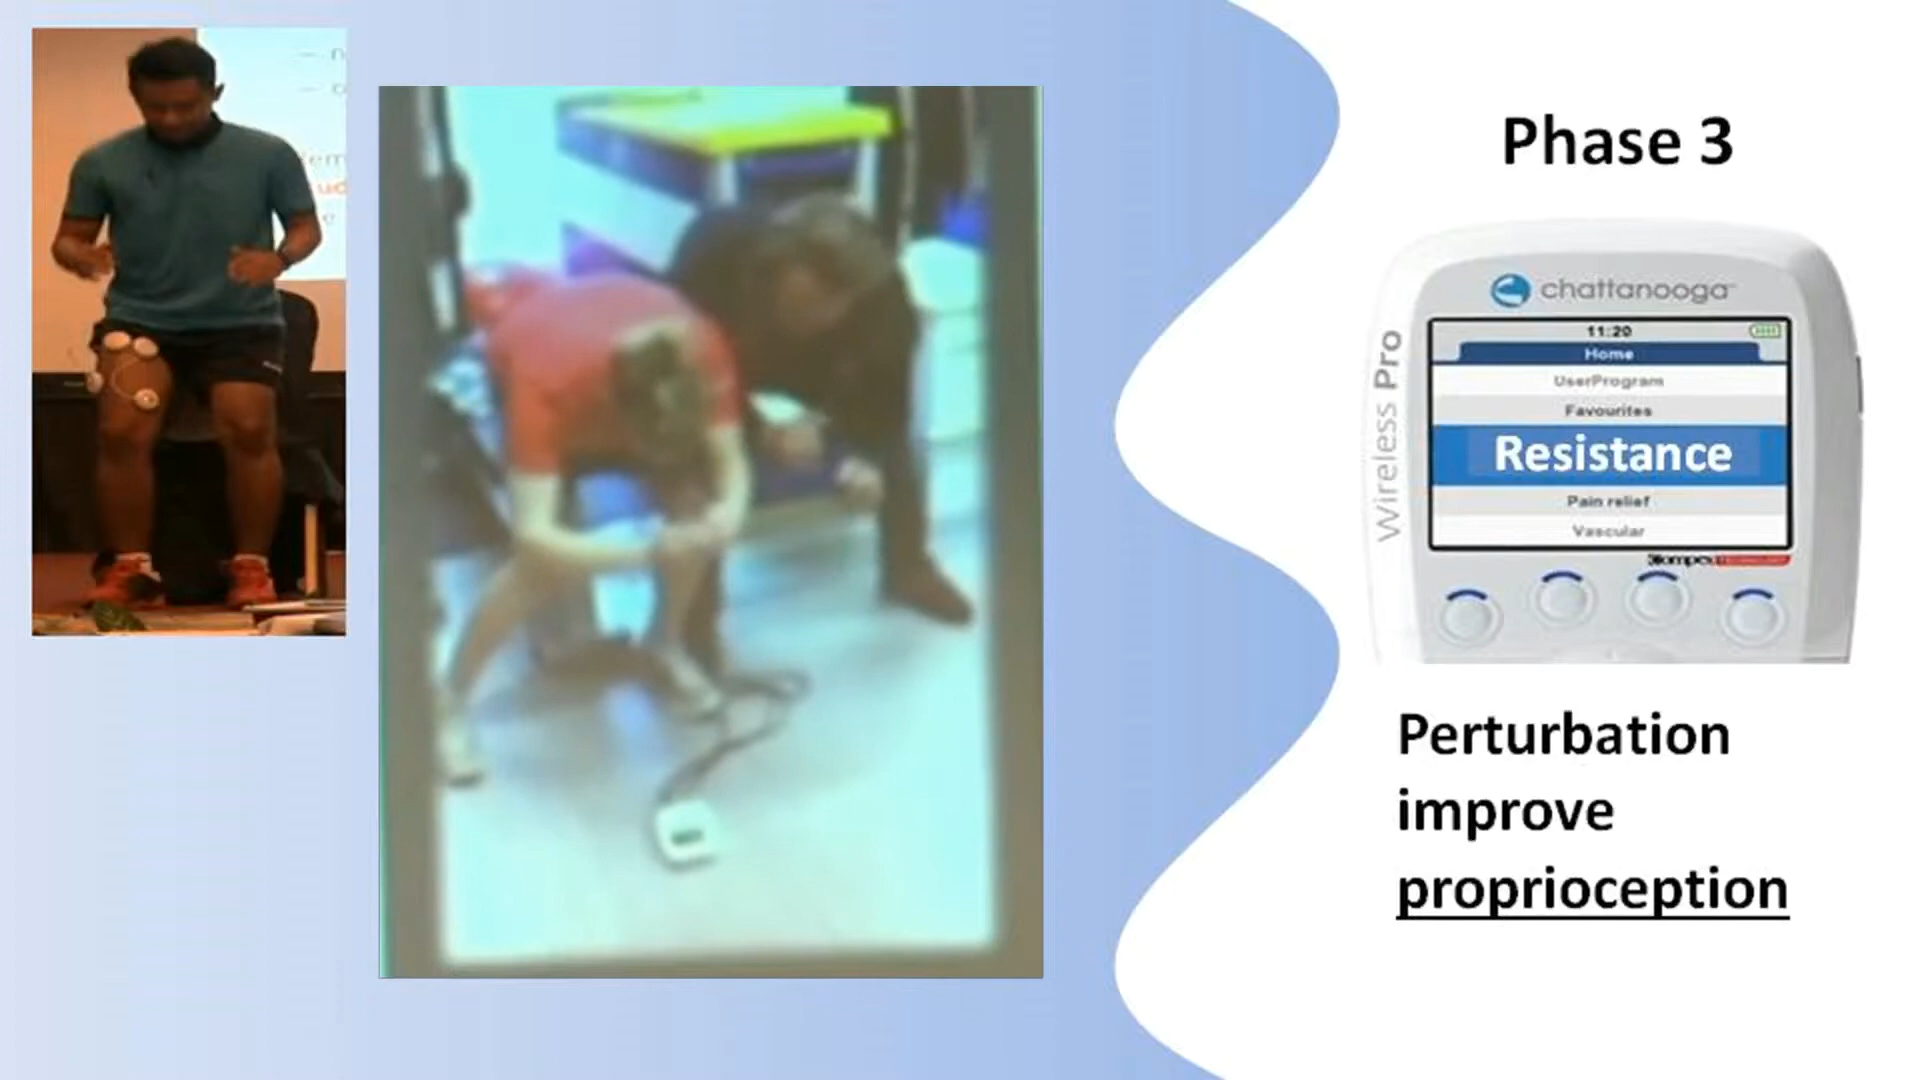 Phase 3
chattanooga
Wireless Pro
11:20
Home
UserProgram
Favourites
Resistance
Pain relief
Vascular
Perturbation
improve
proprioception